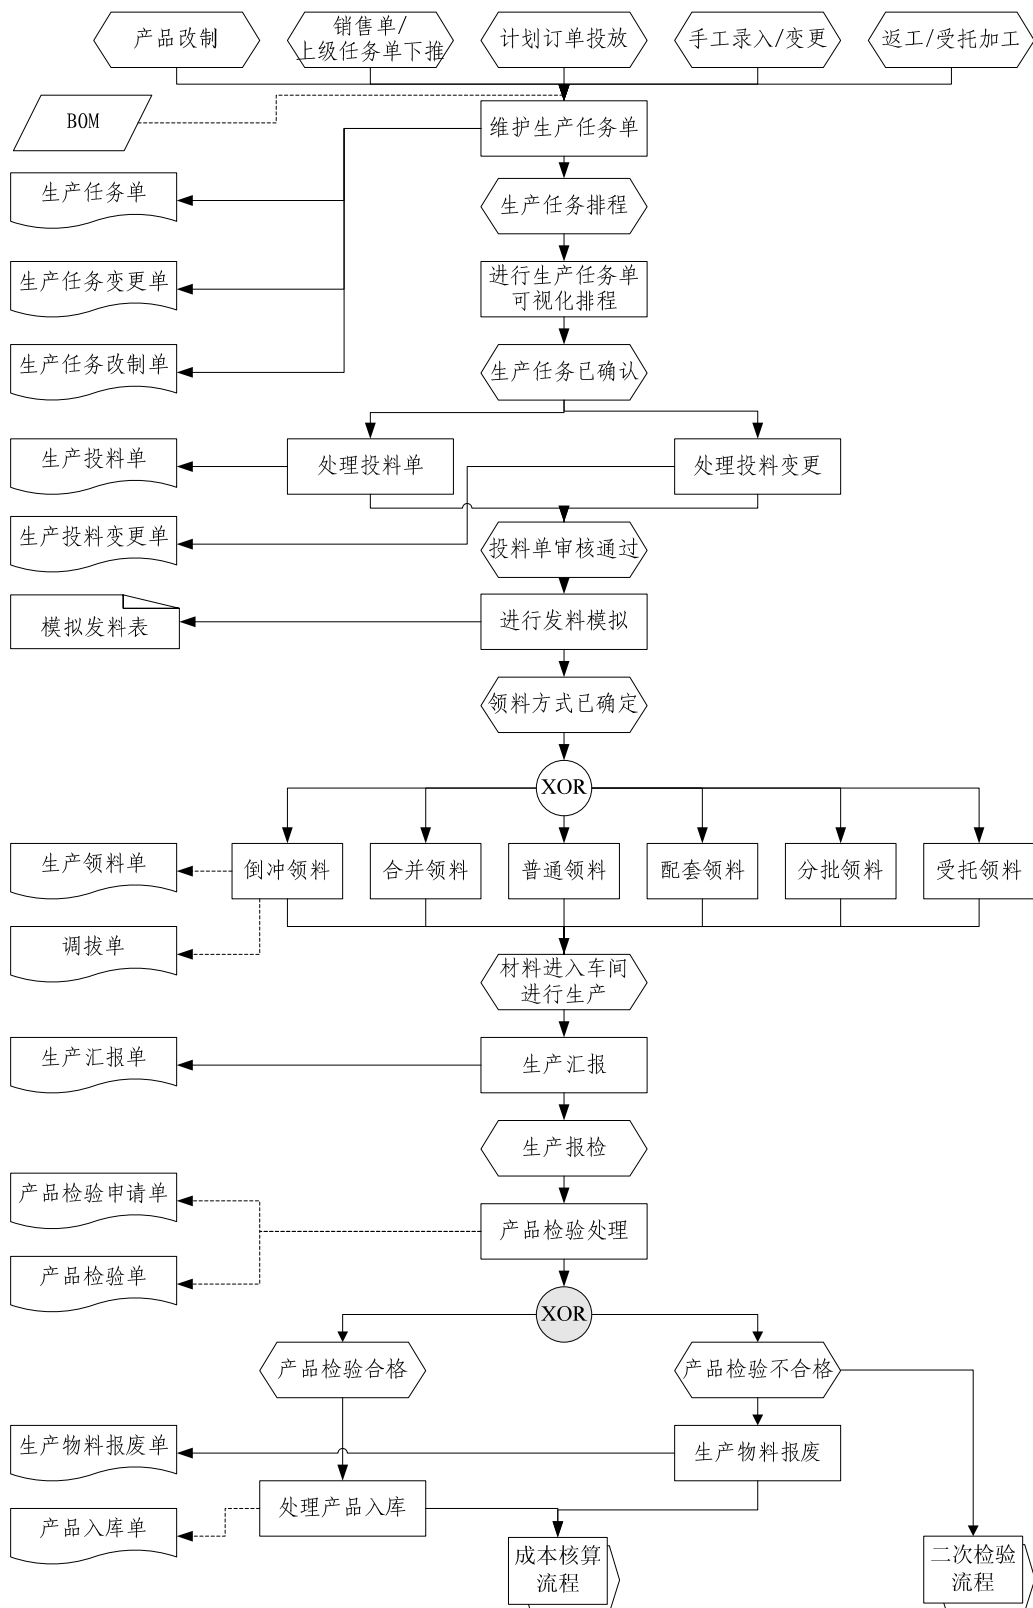 产品改制
销售单/
上级任务单下推
计划订单投放
手工录入/变更
返工/受托加工
BOM
维护生产任务单
生产任务单
生产任务排程
生产任务变更单
进行生产任务单
可视化排程
生产任务改制单
生产任务已确认
生产投料单
处理投料单
处理投料变更
生产投料变更单
投料单审核通过
模拟发料表
进行发料模拟
领料方式已确定
XOR
生产领料单
倒冲领料
合并领料
普通领料
配套领料
分批领料
受托领料
调拔单
材料进入车间
进行生产
生产汇报单
生产汇报
生产报检
产品检验申请单
产品检验处理
产品检验单
XOR
产品检验合格
产品检验不合格
生产物料报废单
生产物料报废
处理产品入库
产品入库单
成本核算
流程
二次检验
流程